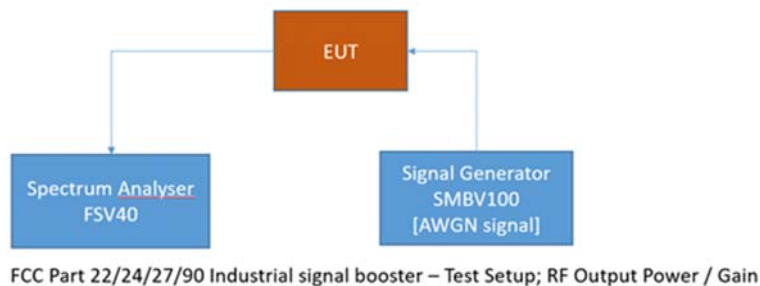 EUT
Spectrum Analyser
FSV40
Signal Generator
SMBV100
[AWGN signal]
FCC Part 22/24/27/90 Industrial signal booster – Test Setup; RF Output Power / Gain